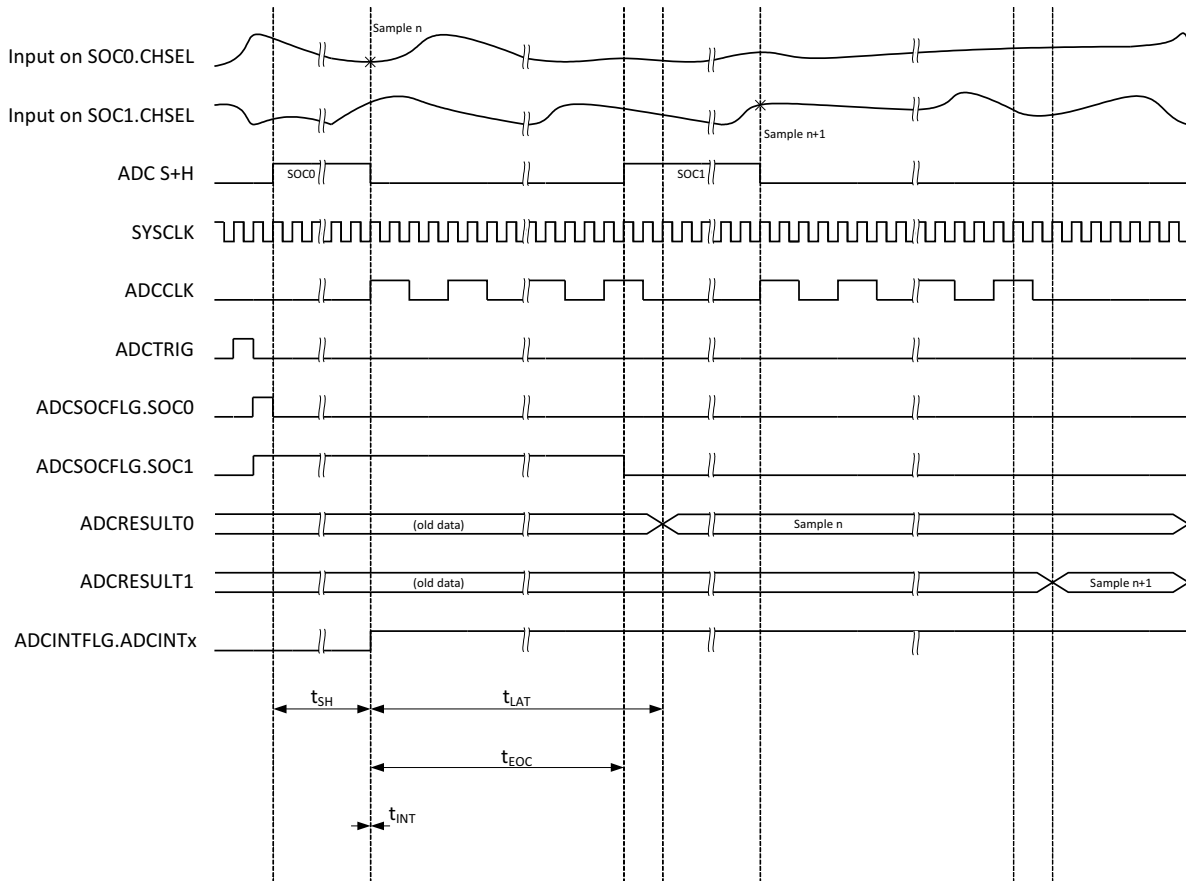 Sample n
Input on SOC0.CHSEL
Input on SOC1.CHSEL
Sample n+1
ADC S+H
SOC0
SOC1
SYSCLK
ADCCLK
ADCTRIG
ADCSOCFLG.SOC0
ADCSOCFLG.SOC1
ADCRESULT0
(old data)
Sample n
ADCRESULT1
(old data)
Sample n+1
ADCINTFLG.ADCINTx
tSH
tLAT
tEOC
tINT